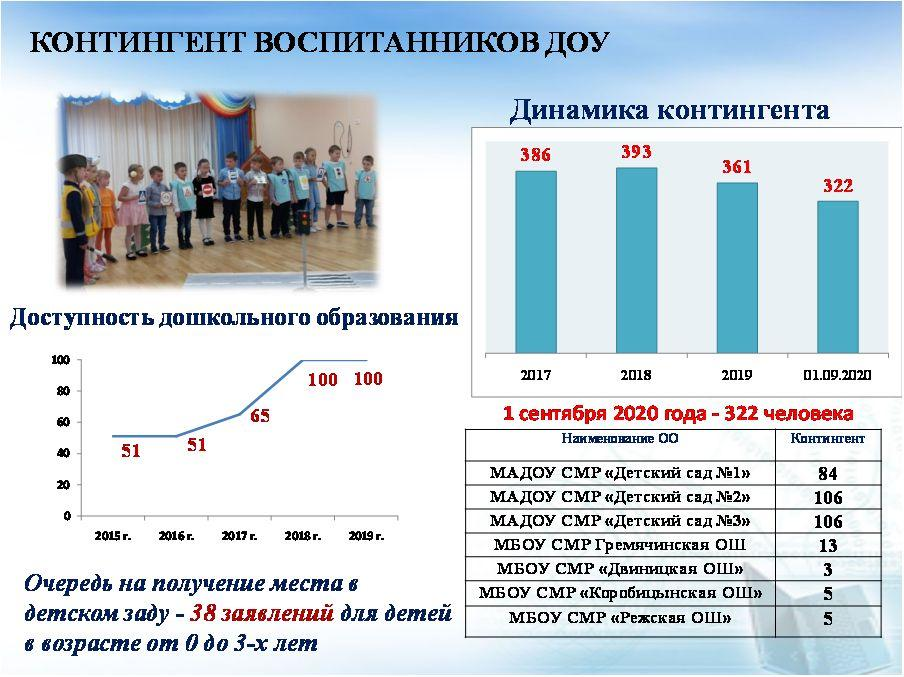 КОНТИНГЕНТ ВОСПИТАННИКОВ ДОУ
Динамика контингента
386
393
361
322
2017
2018
2019
01.09.2020
Доступность дошкольного образования
100
80
60
40
20
0
51
51
65
100
100
2015 г.
2016 г.
2017 г.
2018 г.
2019 г.
1 сентября 2020 года - 322 человека
Наименование ОО Контингент
МАДОУ СМР «Детский сад №1» 84
МАДОУ СМР «Детский сад №2» 106
МАДОУ СМР «Детский сад №3» 106
МБОУ СМР Гремячинская ОШ 13
МБОУ СМР «Двиницкая ОШ» 3
МБОУ СМР «Коробицынская ОШ» 5
МБОУ СМР «Режская ОШ» 5
Очередь на получение места в
детском заду - 38 заявлений для детей
в возрасте от 0 до 3-х лет